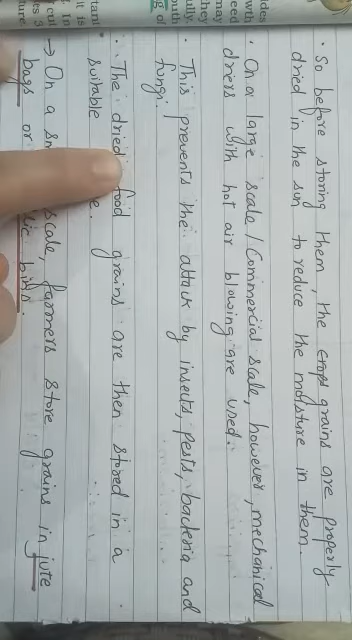 • So before storing them, the grains are properly
dried in the sun to reduce the moisture in them.
• On a large scale/Commercial scale, however, mechanical
driers with hot air blowing are used.
• This prevents the attack by insects, pests, bacteria and
fungi.
• The dried food grains are then stored in a
suitable
→ On a scale, farmers store grains in jute
bags or bins.